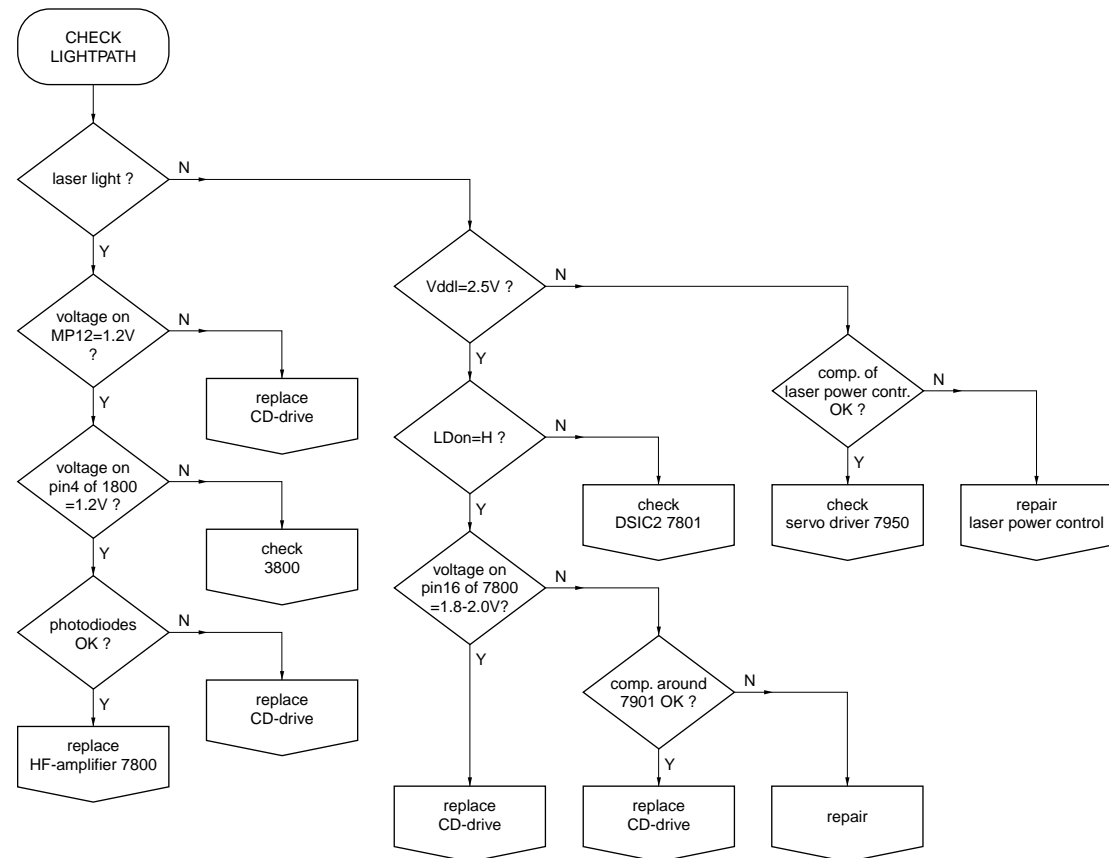 CHECK
LIGHTPATH
laser light ?
N
Y
voltage on
MP12=1.2V
?
N
Y
replace
CD-drive
voltage on
pin4 of 1800
=1.2V ?
N
Y
check
3800
photodiodes
OK ?
N
Y
replace
CD-drive
replace
HF-amplifier 7800
Vddl=2.5V ?
N
Y
LDon=H ?
N
Y
check
DSIC2 7801
voltage on
pin16 of 7800
=1.8-2.0V?
N
Y
replace
CD-drive
comp. around
7901 OK ?
N
Y
replace
CD-drive
repair
comp. of
laser power contr.
OK ?
N
Y
check
servo driver 7950
repair
laser power control